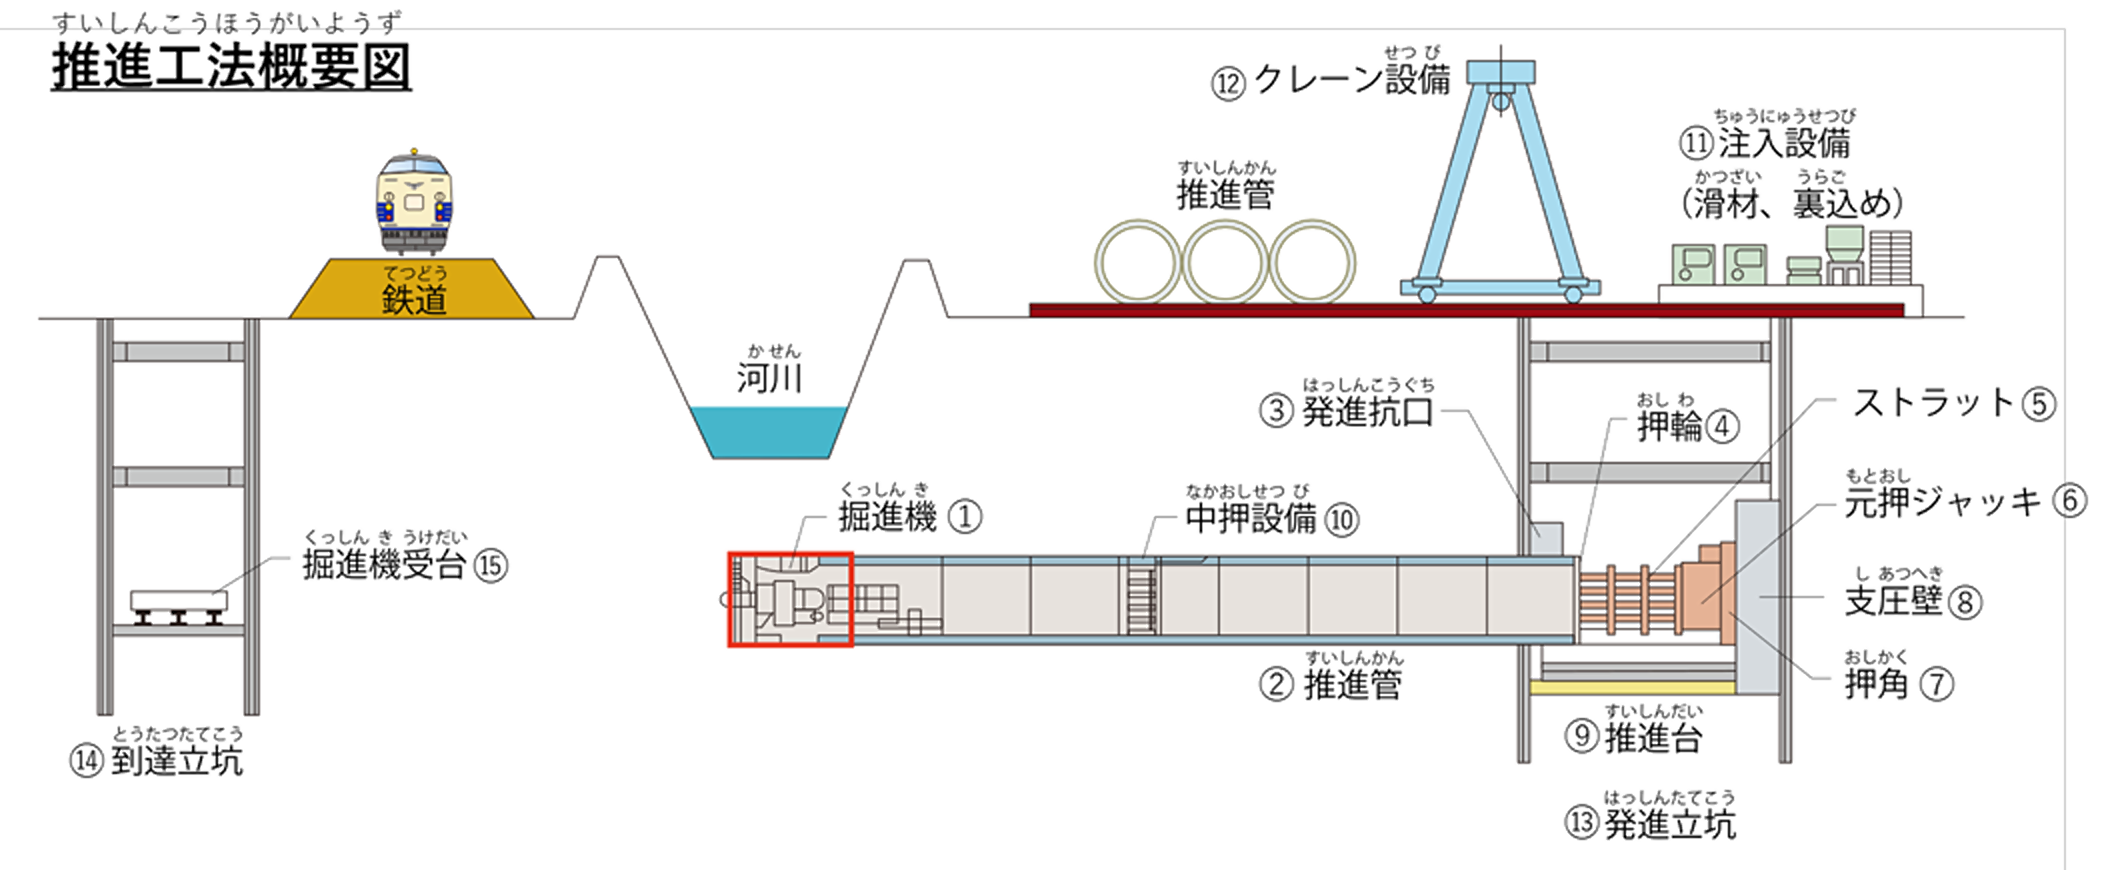 すいしんこうほうがいようず
推進工法概要図
せつび
⑫クレーン設備
ちゅうにゅうせつび
⑪注入設備
かつざい うらご
(滑材、裏込め)
すいしんかん
推進管
てつどう
鉄道
かせん
河川
はっしんこうぐち
③発進抗口
おしわ
押輪④
ストラット⑤
もとおし
元押ジャッキ⑥
くっしんき
掘進機①
なかおしせつび
中押設備⑩
くっしんきうけだい
掘進機受台⑮
しあつへき
支圧壁⑧
すいしんかん
②推進管
おしかく
押角⑦
すいしんだい
⑨推進台
とうたつたてこう
⑭到達立坑
はっしんたてこう
⑬発進立坑